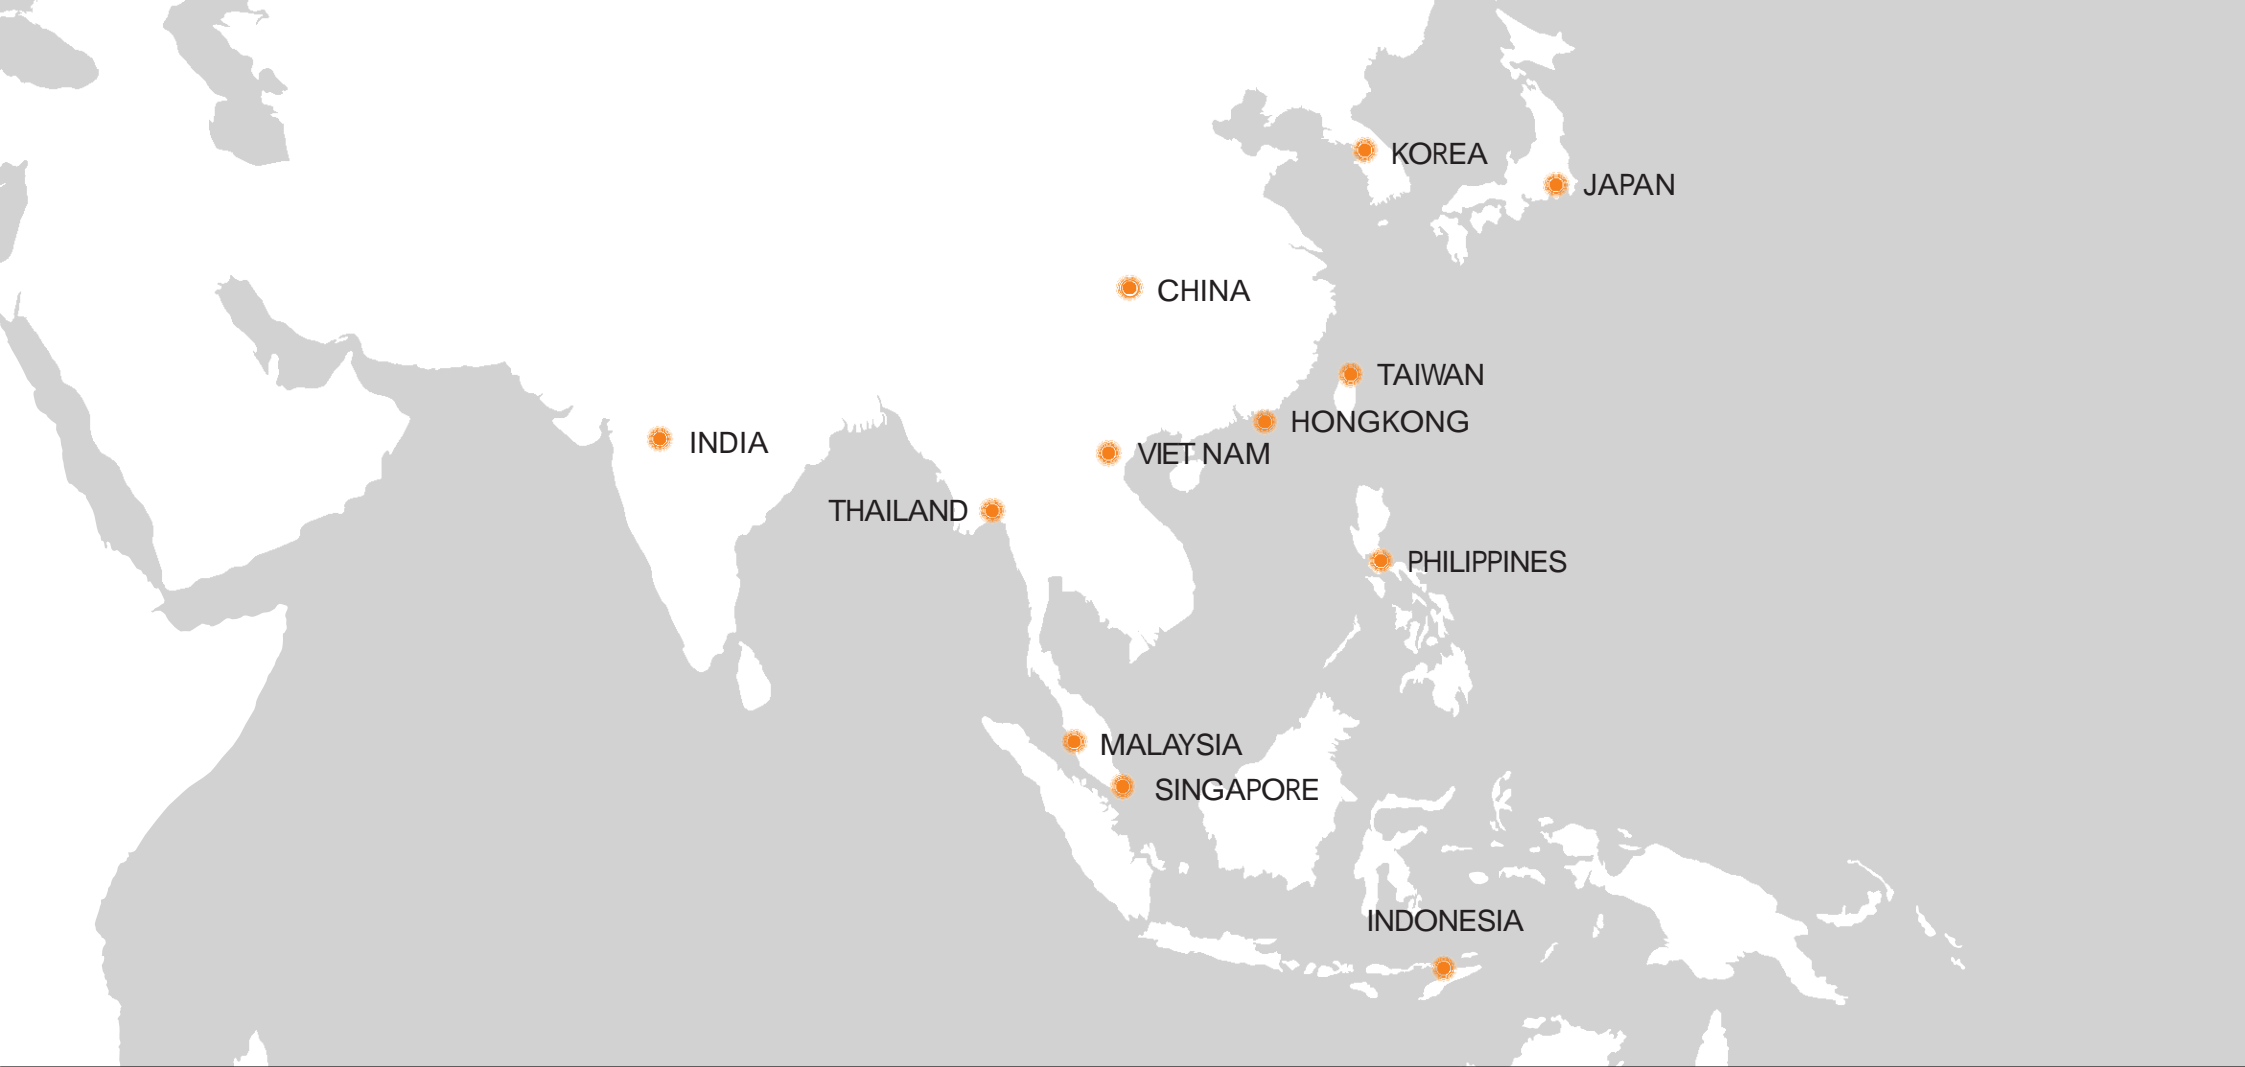 KOREA
JAPAN
CHINA
TAIWAN
HONGKONG
INDIA
VIET NAM
THAILAND
PHILIPPINES
MALAYSIA
SINGAPORE
INDONESIA